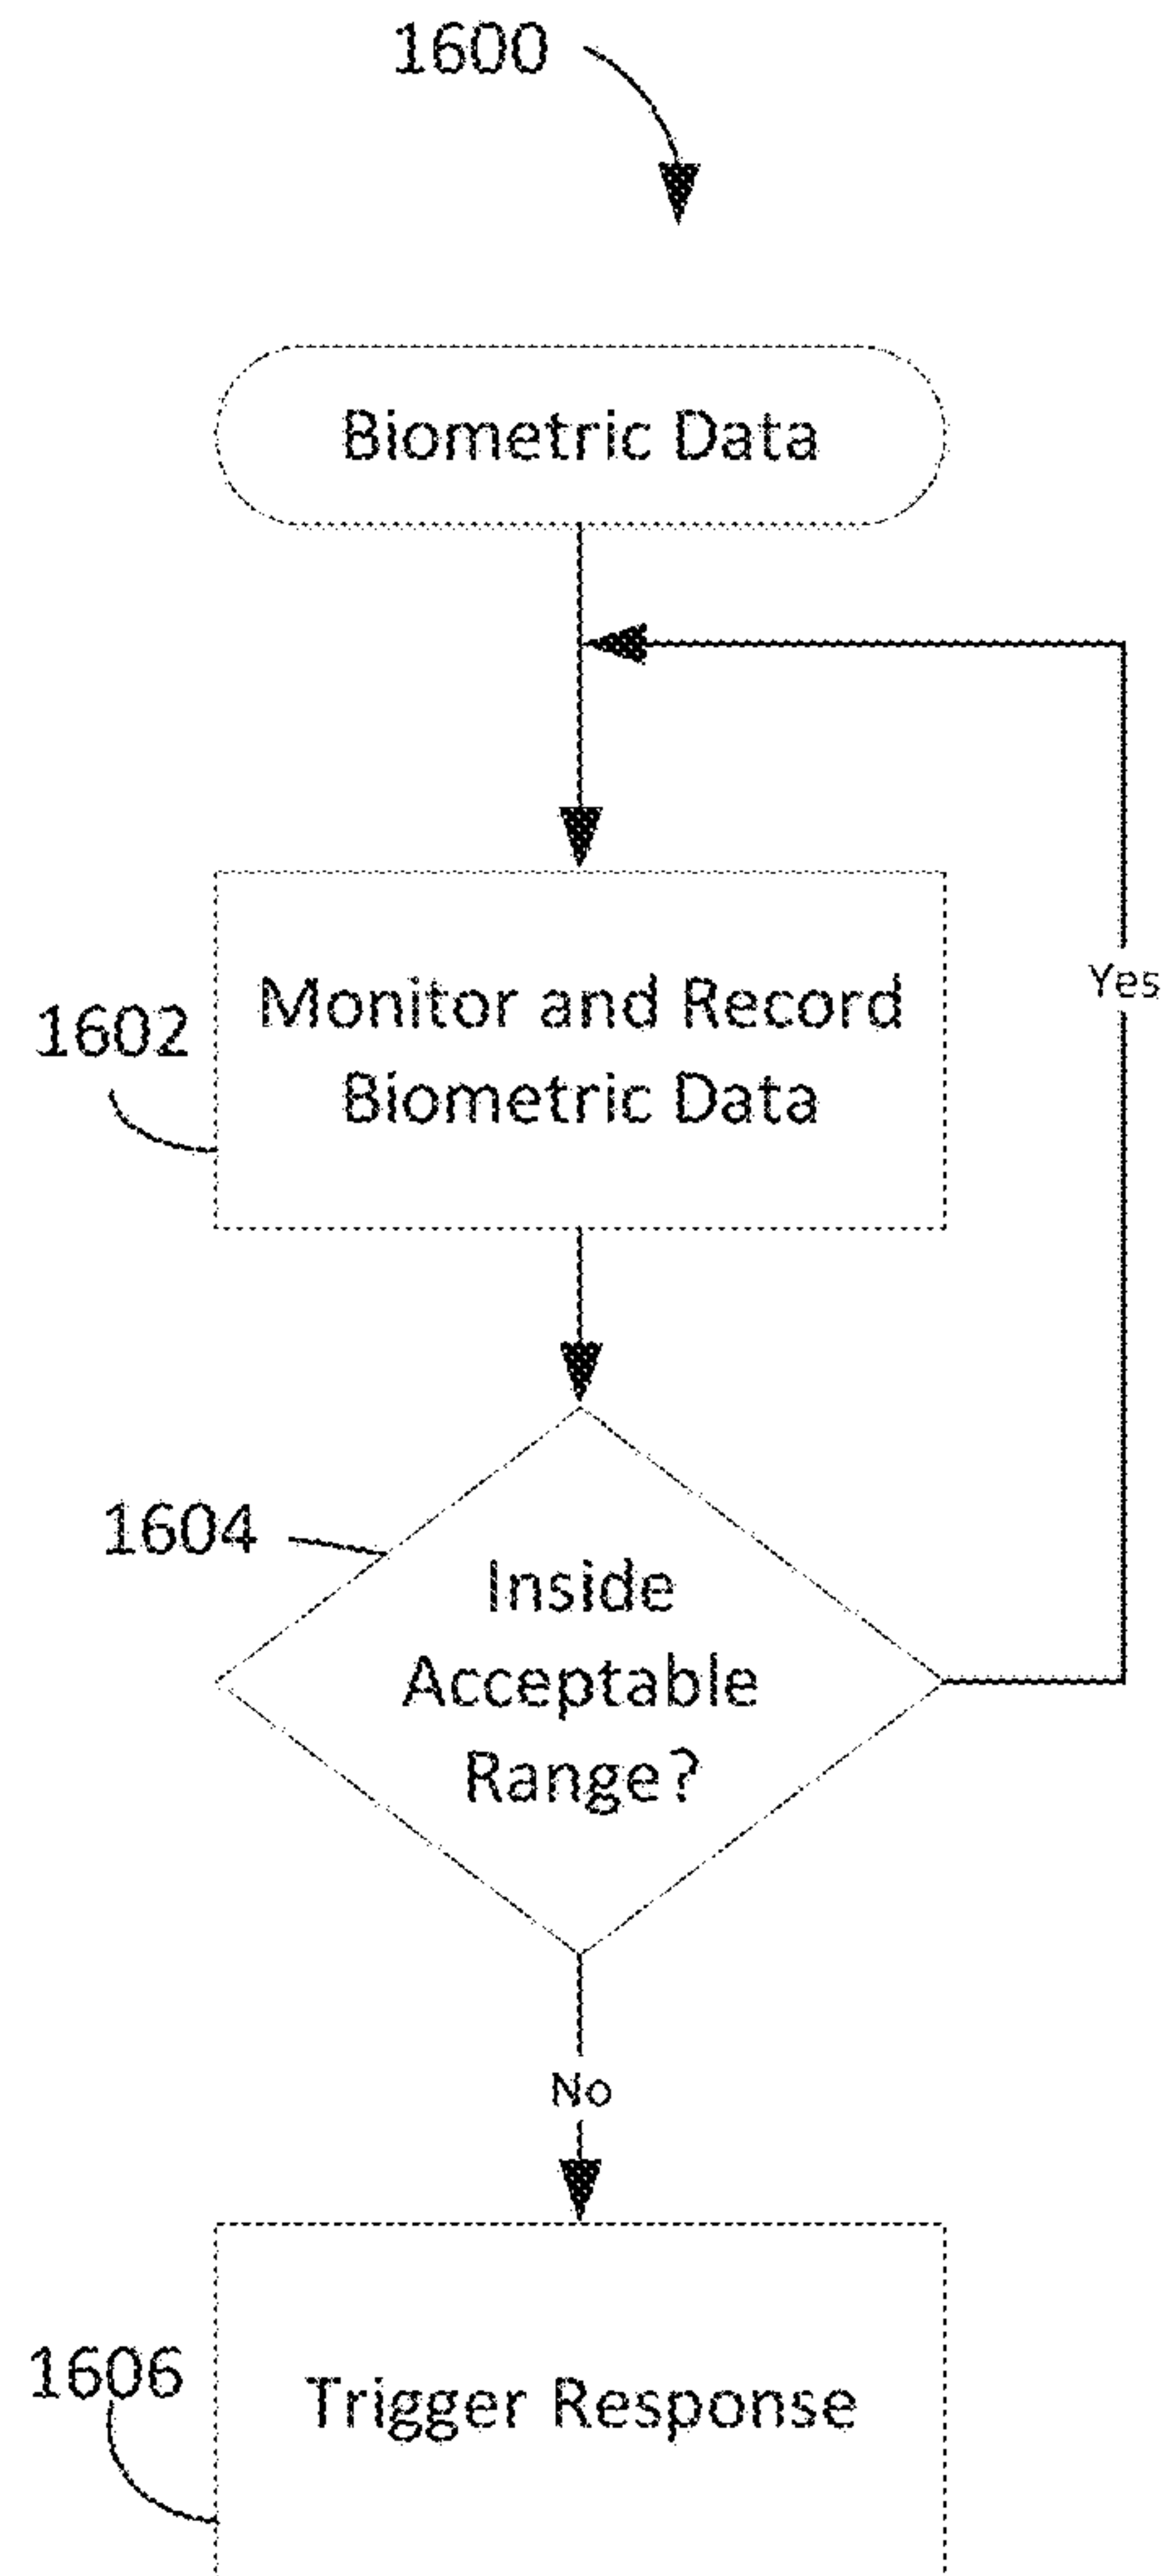 1600
Biometric Data
Monitor and Record
Biometric Data
1602
Yes
1604
Inside
Acceptable
Range?
No
1606
Trigger Response